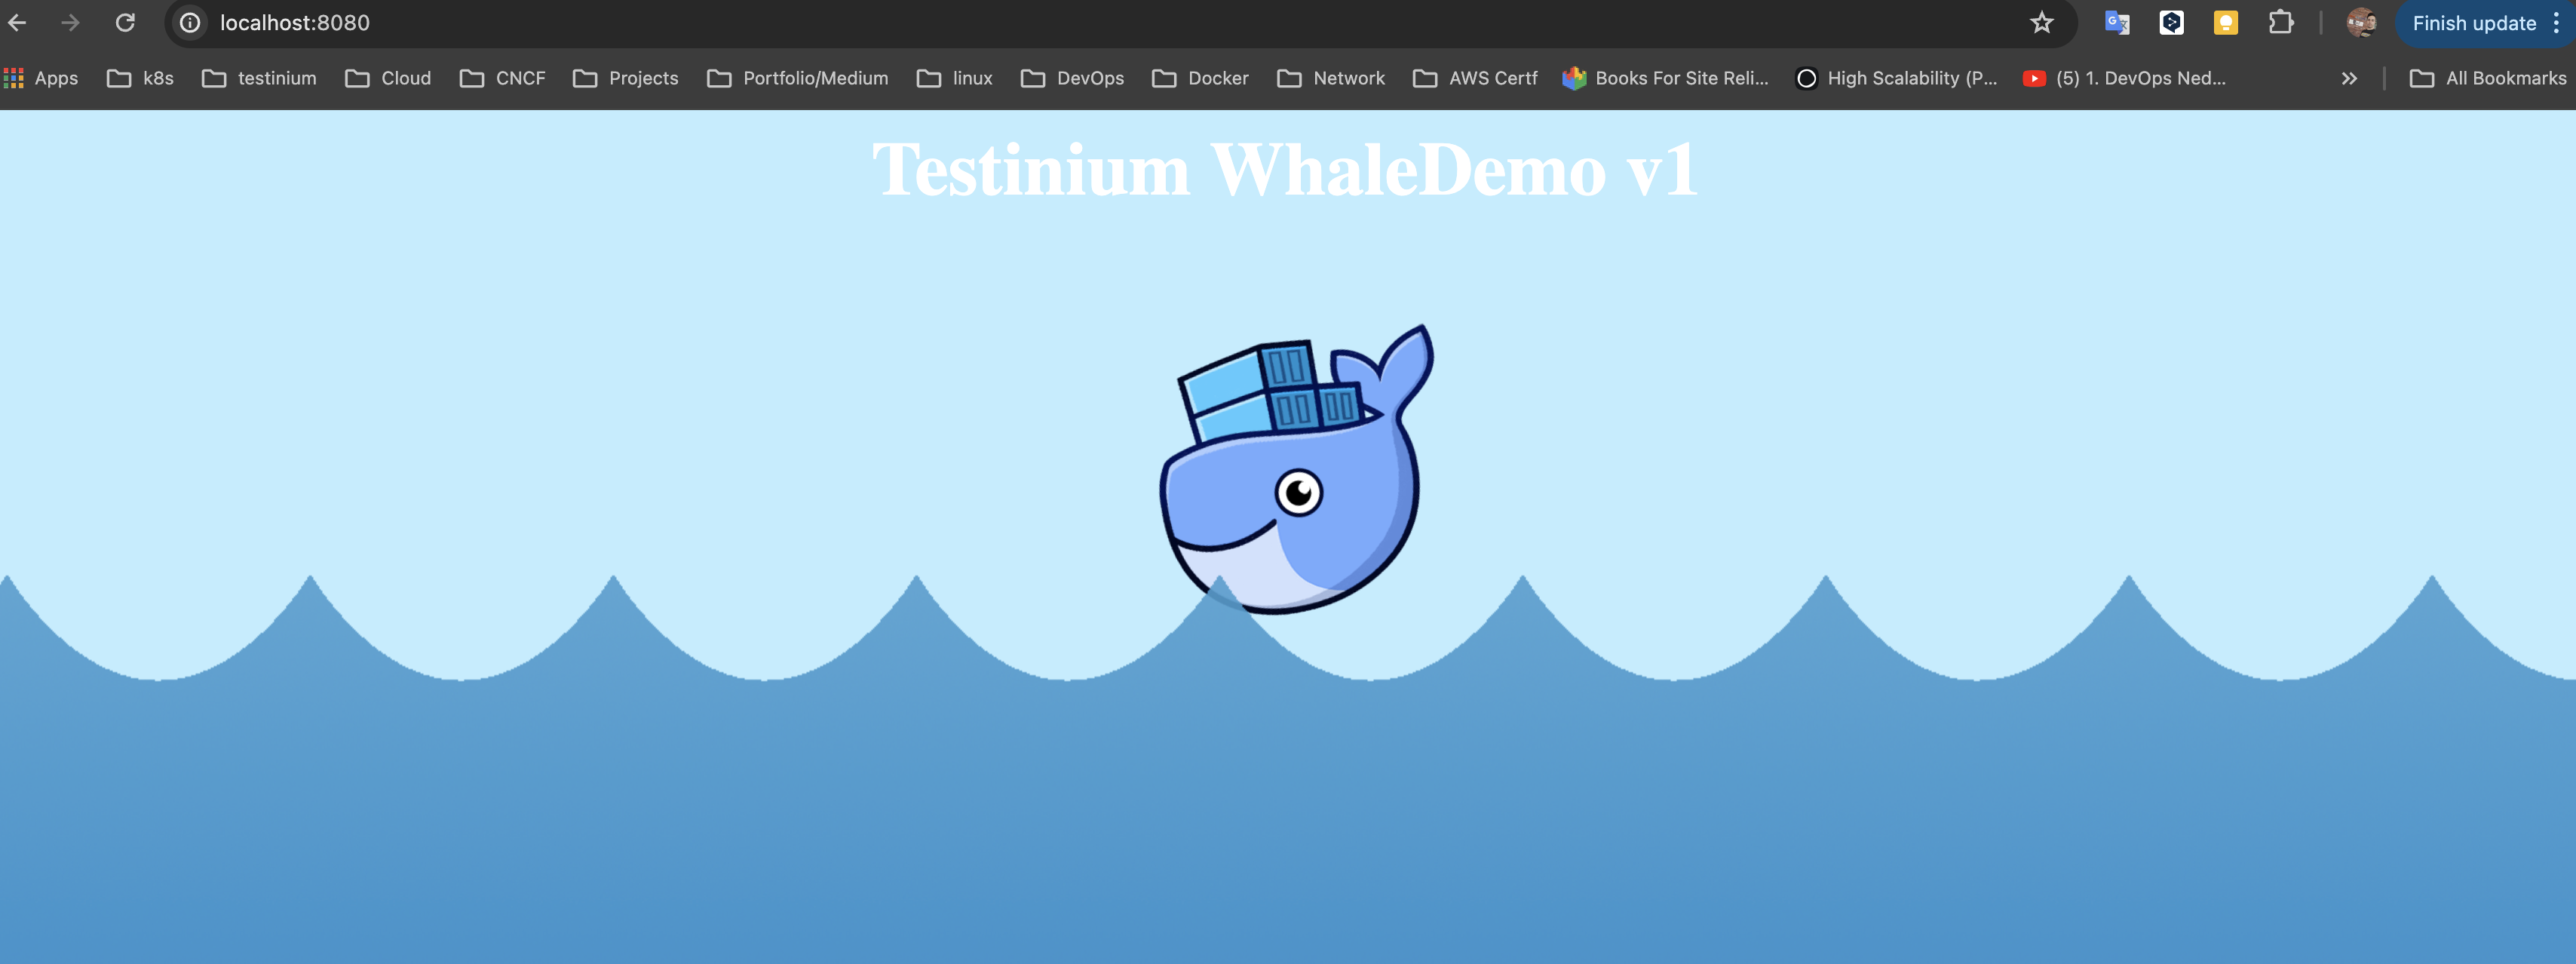 localhost:8080
Finish update
Apps k8s testinium Cloud CNCF Projects Portfolio/Medium linux DevOps Docker Network AWS Certf Books For Site Reli... High Scalability (P... (5) 1. DevOps Ned... All Bookmarks
Testinium WhaleDemo v1